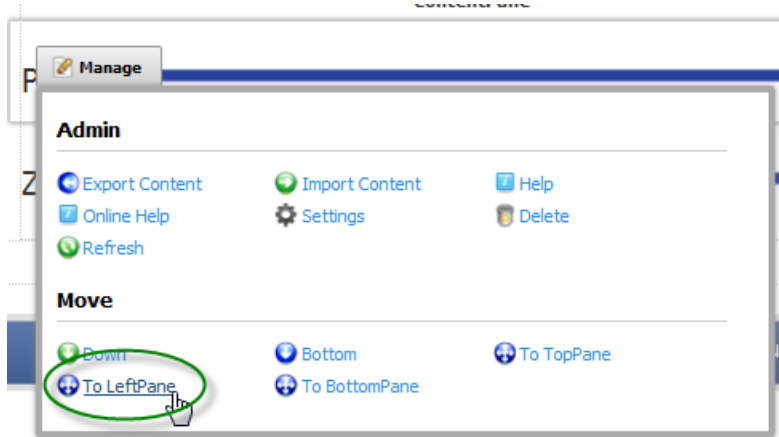 Manage
Admin
Export Content Import Content Help
Online Help Settings Delete
Refresh
Move
Down Bottom To TopPane
To LeftPane To BottomPane